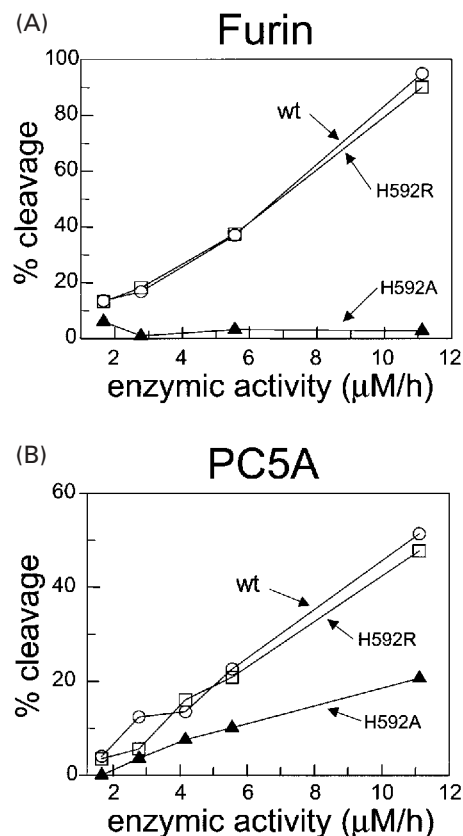 (A)
Furin
100
80
60
40
20
0
% cleavage
wt
H592R
H592A
2 4 6 8 10 12
enzymic activity (μM/h)
(B)
PC5A
60
40
20
0
% cleavage
wt
H592R
H592A
2 4 6 8 10 12
enzymic activity (μM/h)